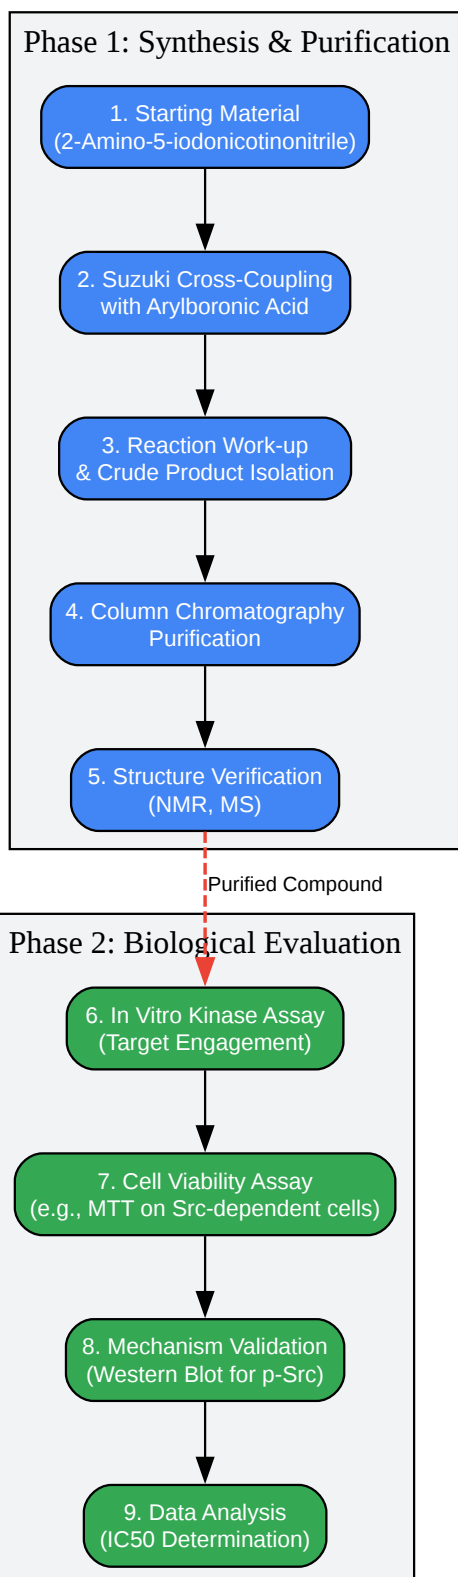 Phase 1: Synthesis & Purification
1. Starting Material
(2-Amino-5-iodonicotinonitrile)
2. Suzuki Cross-Coupling
with Arylboronic Acid
3. Reaction Work-up
& Crude Product Isolation
4. Column Chromatography
Purification
5. Structure Verification
(NMR, MS)
Purified Compound
Phase 2: Biological Evaluation
6. In Vitro Kinase Assay
(Target Engagement)
7. Cell Viability Assay
(e.g., MTT on Src-dependent cells)
8. Mechanism Validation
(Western Blot for p-Src)
9. Data Analysis
(IC50 Determination)